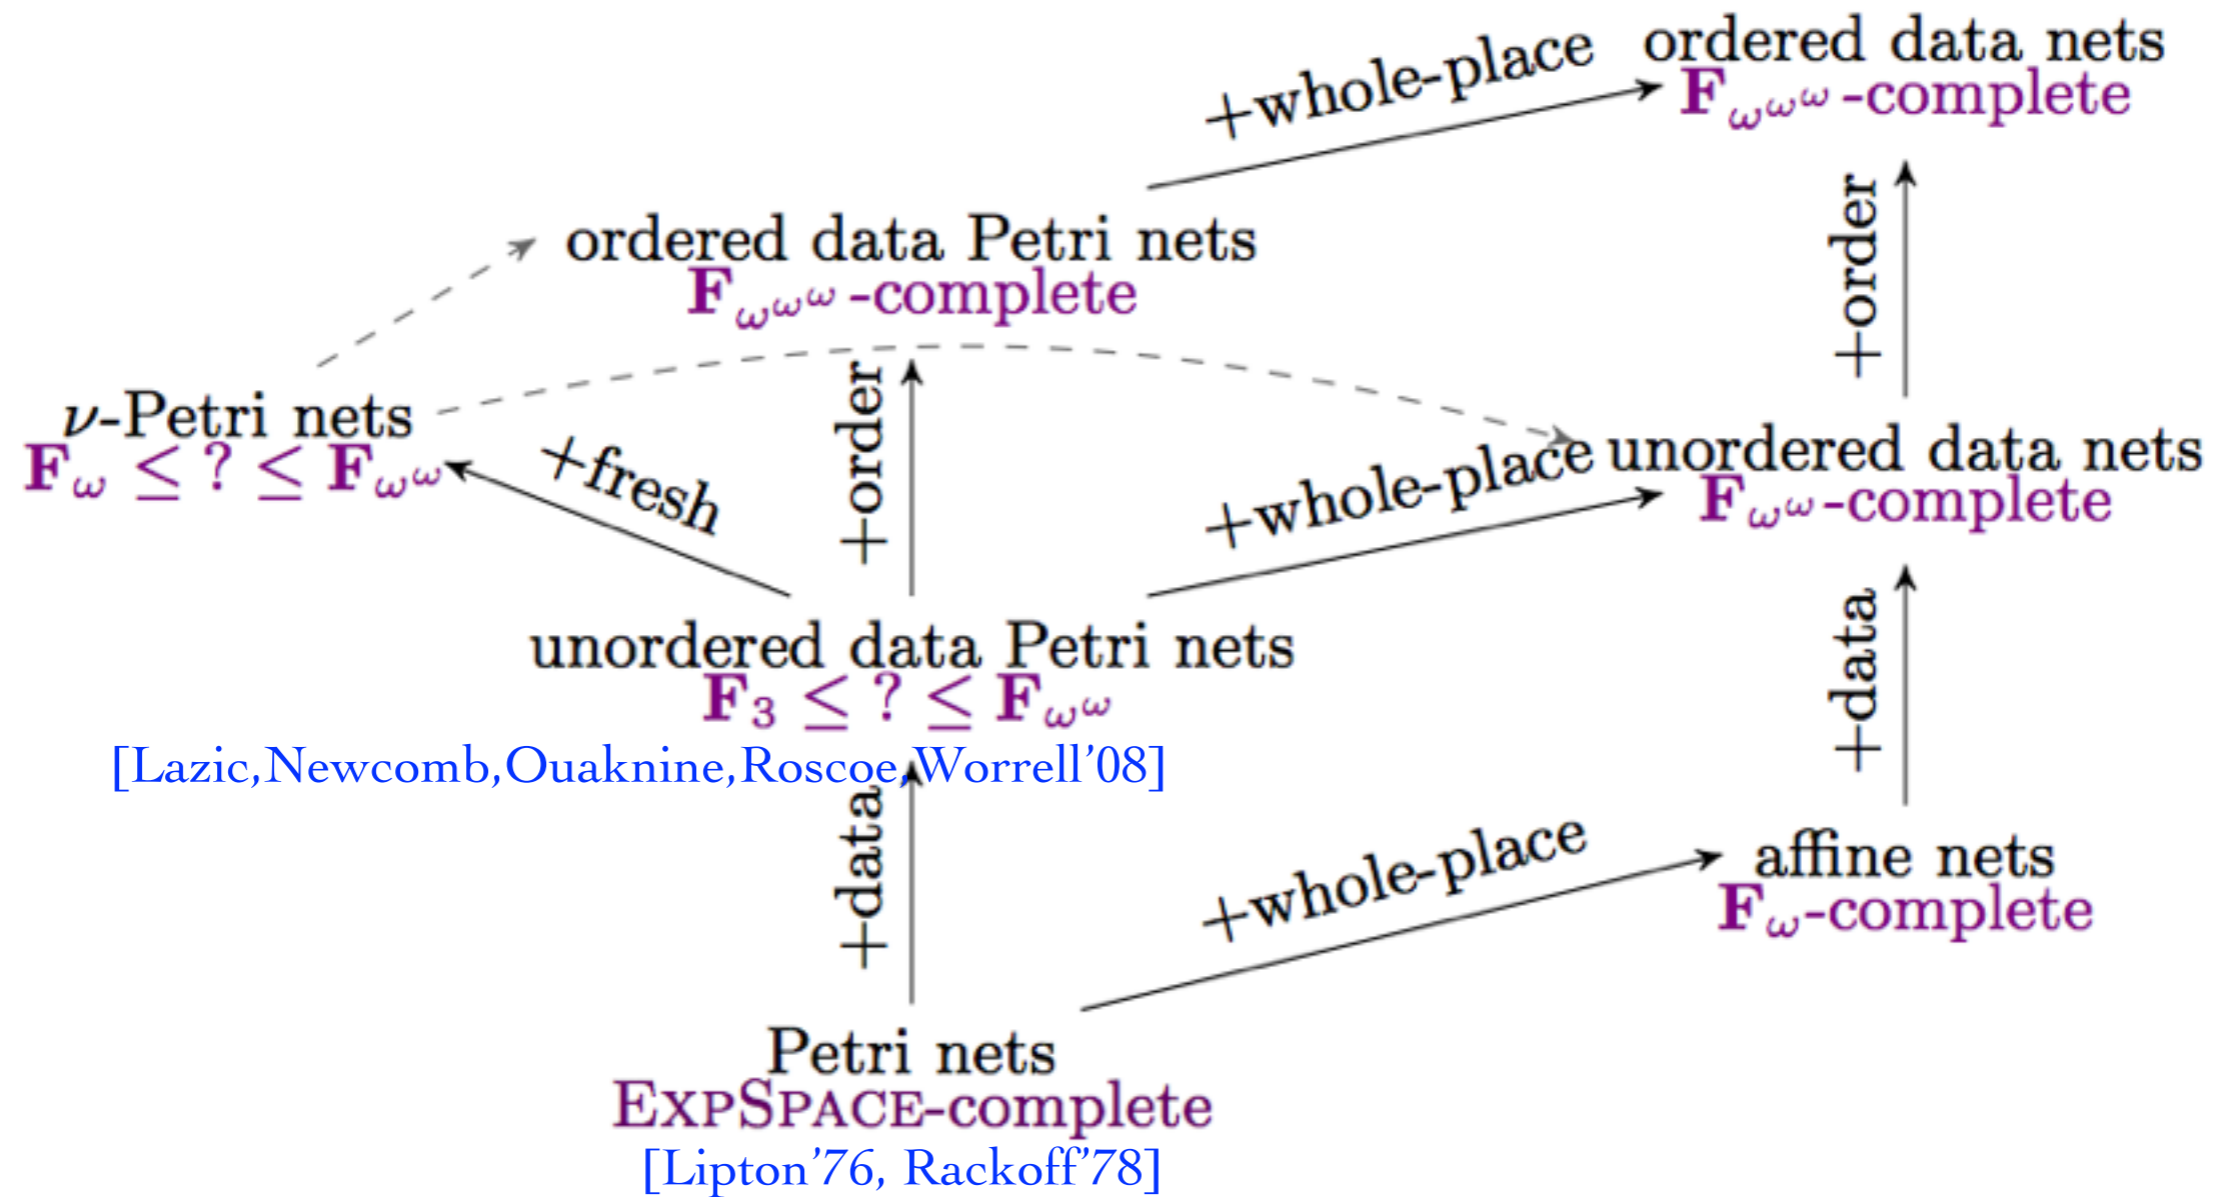 +whole-place
ordered data nets
𝐅_{ω^{ω^ω}}-complete
ordered data Petri nets
𝐅_{ω^{ω^ω}}-complete
+order
ν-Petri nets
𝐅_ω ≤ ? ≤ 𝐅_{ω^ω}
+fresh
+order
+whole-place
unordered data nets
𝐅_{ω^ω}-complete
unordered data Petri nets
𝐅_3 ≤ ? ≤ 𝐅_{ω^ω}
[Lazic,Newcomb,Ouaknine,Roscoe,Worrell’08]
+data
+data
+whole-place
affine nets
𝐅_ω-complete
Petri nets
EXPSPACE-complete
[Lipton’76, Rackoff’78]